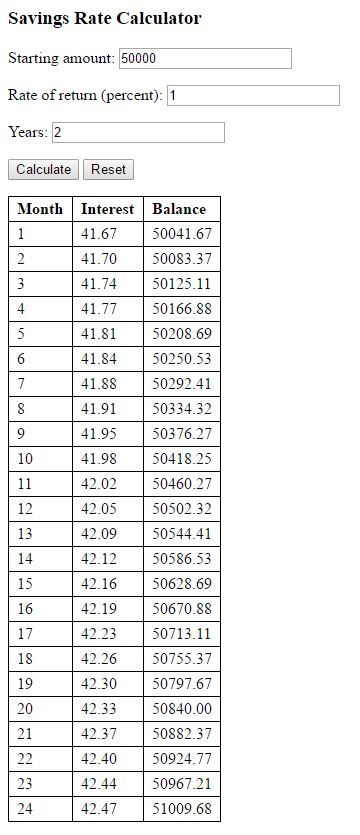 Savings Rate Calculator
Starting amount: 50000
Rate of return (percent): 1
Years: 2
Calculate Reset
Month Interest Balance
1 41.67 50041.67
2 41.70 50083.37
3 41.74 50125.11
4 41.77 50166.88
5 41.81 50208.69
6 41.84 50250.53
7 41.88 50292.41
8 41.91 50334.32
9 41.95 50376.27
10 41.98 50418.25
11 42.02 50460.27
12 42.05 50502.32
13 42.09 50544.41
14 42.12 50586.53
15 42.16 50628.69
16 42.19 50670.88
17 42.23 50713.11
18 42.26 50755.37
19 42.30 50797.67
20 42.33 50840.00
21 42.37 50882.37
22 42.40 50924.77
23 42.44 50967.21
24 42.47 51009.68